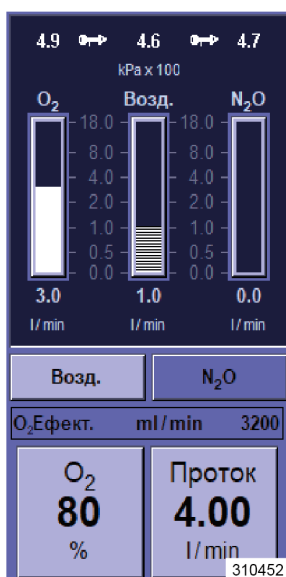 4.9 4.6 4.7
kPa x 100
O₂ Возд. N₂O
18.0 18.0
8.0 8.0
4.0 4.0
2.0 2.0
1.0 1.0
0.5 0.5
0.0 0.0
3.0 1.0 0.0
l/min l/min l/min
Возд. N₂O
O₂Ефект. ml/min 3200
O₂ Проток
80 4.00
% l/min
310452